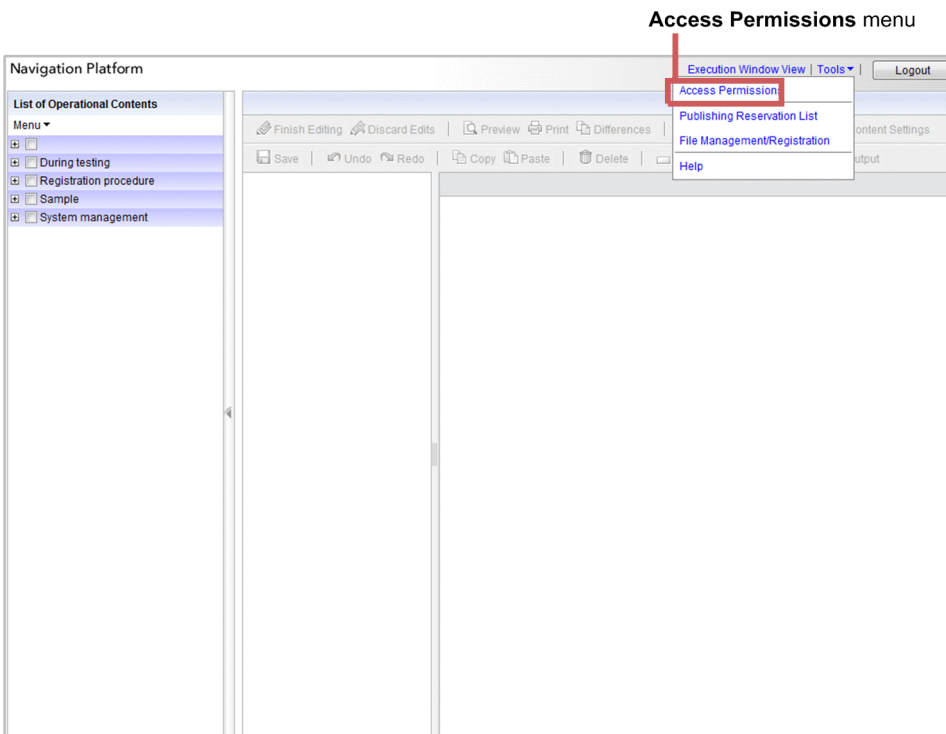 Access Permissions menu
Navigation Platform
Execution Window View | Tools | Logout
List of Operational Contents
Menu
During testing
Registration procedure
Sample
System management
Access Permissions
Publishing Reservation List
File Management/Registration
Help
Finish Editing Discard Edits | Preview Print Differences | ontent Settings
Save | Undo Redo | Copy Paste | Delete | utput